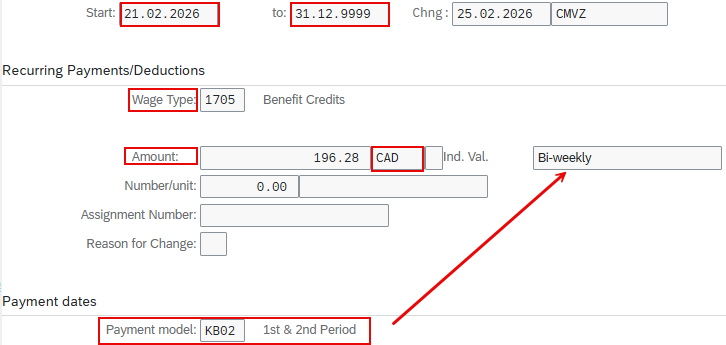 Start: 21.02.2026 to: 31.12.9999 Chng : 25.02.2026 CMVZ
Recurring Payments/Deductions
Wage Type: 1705 Benefit Credits
Amount: 196.28 CAD Ind. Val. Bi-weekly
Number/unit: 0.00
Assignment Number:
Reason for Change:
Payment dates
Payment model: KB02 1st & 2nd Period